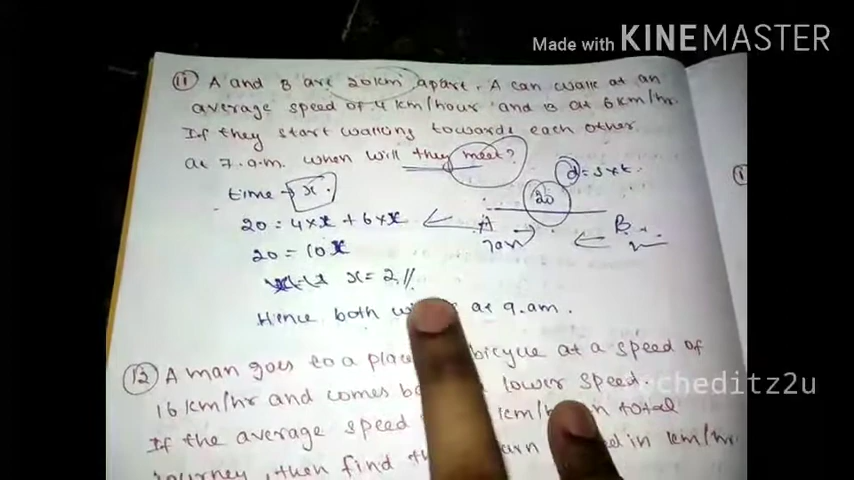 Made with KINEMASTER
11 A and B are 20km apart. A can walk at an
average speed of 4 km/hour and B at 6km/hr.
If they start walking towards each other
at 7.a.m. when will they meet?
time → x.
d = s x t.
20
20 = 4 x x + 6 x x
A
B
7am
20 = 10x
x = 2 //
Hence both at 9.am.
12 A man goes to a place bicycle at a speed of
16 km/hr and comes lower speed.
cheditz2u
If the average speed km/h in total
journey, then find in km/hr